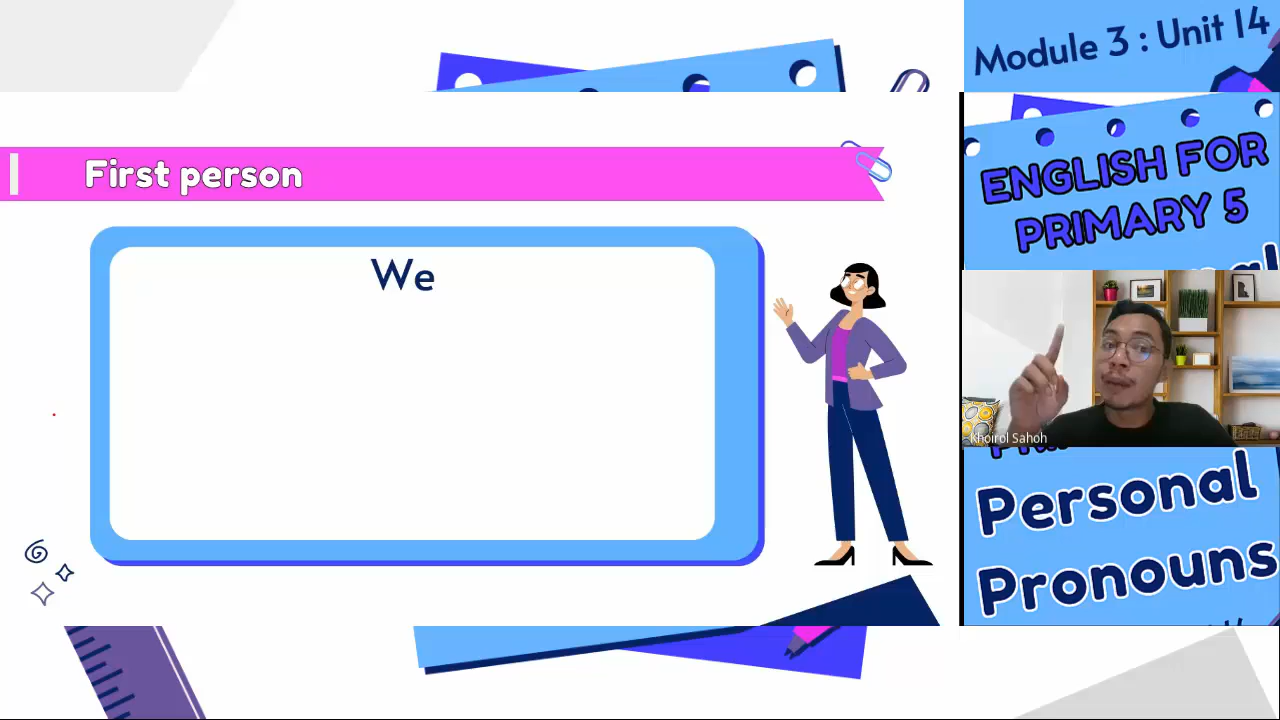 First person
We
Module 3 : Unit 14
ENGLISH FOR
PRIMARY 5
Khoirol Sahoh
Personal
Pronouns